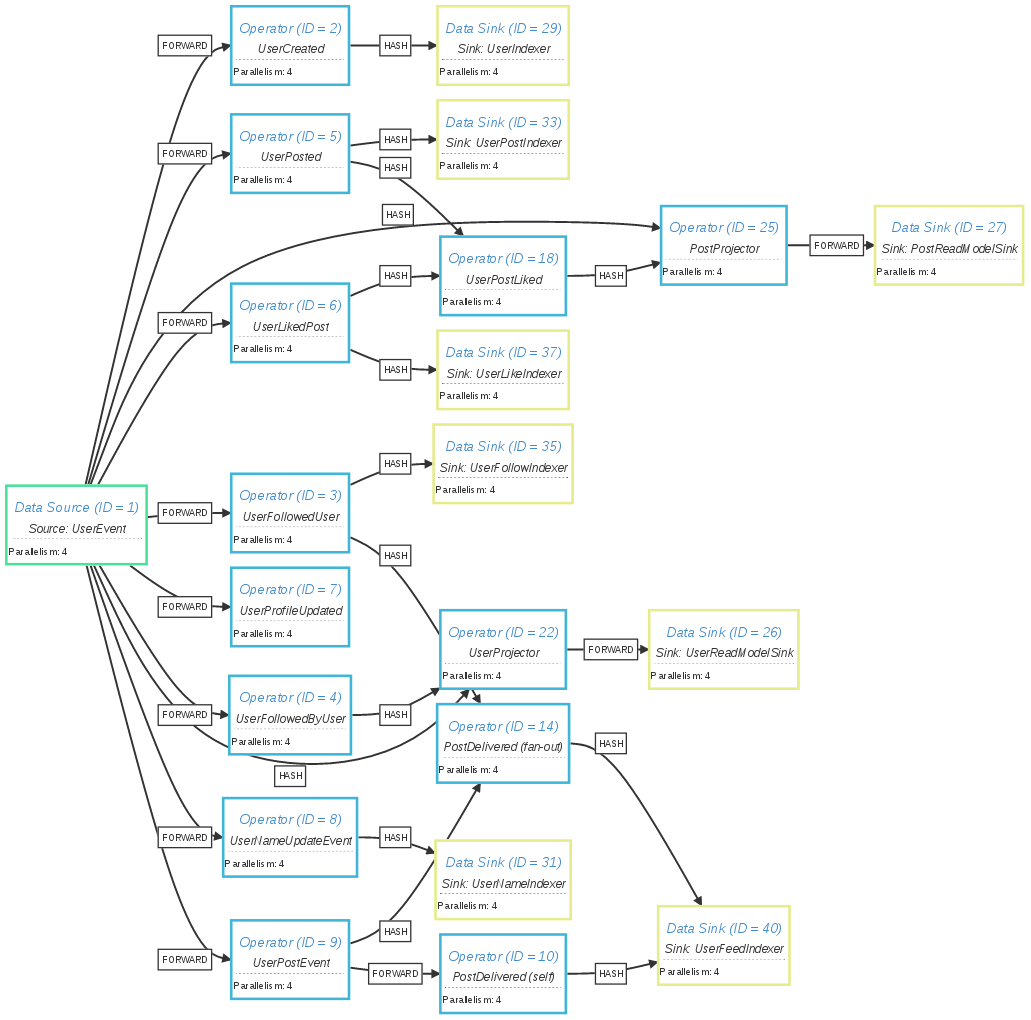 Operator (ID = 2)
UserCreated
Parallelism: 4
FORWARD
HASH
Data Sink (ID = 29)
Sink: UserIndexer
Parallelism: 4
Operator (ID = 5)
UserPosted
Parallelism: 4
FORWARD
HASH
HASH
Data Sink (ID = 33)
Sink: UserPostIndexer
Parallelism: 4
HASH
Operator (ID = 25)
PostProjector
Parallelism: 4
FORWARD
Data Sink (ID = 27)
Sink: PostReadModelSink
Parallelism: 4
Operator (ID = 18)
UserPostLiked
Parallelism: 4
HASH
HASH
Operator (ID = 6)
UserLikedPost
Parallelism: 4
FORWARD
HASH
Data Sink (ID = 37)
Sink: UserLikeIndexer
Parallelism: 4
Data Sink (ID = 35)
Sink: UserFollowIndexer
Parallelism: 4
HASH
Data Source (ID = 1)
Source: UserEvent
Parallelism: 4
FORWARD
Operator (ID = 3)
UserFollowedUser
Parallelism: 4
HASH
FORWARD
Operator (ID = 7)
UserProfileUpdated
Parallelism: 4
Operator (ID = 22)
UserProjector
Parallelism: 4
FORWARD
Data Sink (ID = 26)
Sink: UserReadModelSink
Parallelism: 4
FORWARD
Operator (ID = 4)
UserFollowedByUser
Parallelism: 4
HASH
HASH
Operator (ID = 14)
PostDelivered (fan-out)
Parallelism: 4
HASH
FORWARD
Operator (ID = 8)
UserNameUpdateEvent
Parallelism: 4
HASH
Data Sink (ID = 31)
Sink: UserNameIndexer
Parallelism: 4
FORWARD
Operator (ID = 9)
UserPostEvent
Parallelism: 4
HASH
FORWARD
Operator (ID = 10)
PostDelivered (self)
Parallelism: 4
HASH
Data Sink (ID = 40)
Sink: UserFeedIndexer
Parallelism: 4